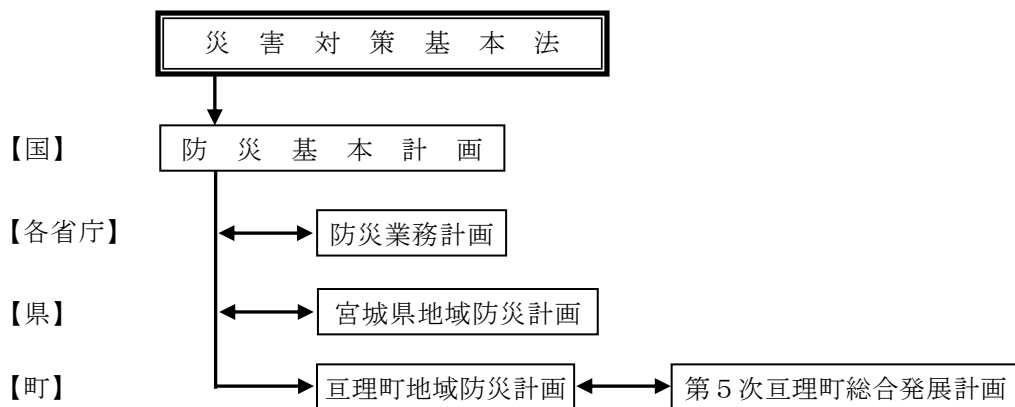 災害対策基本法
【国】 防災基本計画
【各省庁】 防災業務計画
【県】 宮城県地域防災計画
【町】 亘理町地域防災計画 第５次亘理町総合発展計画